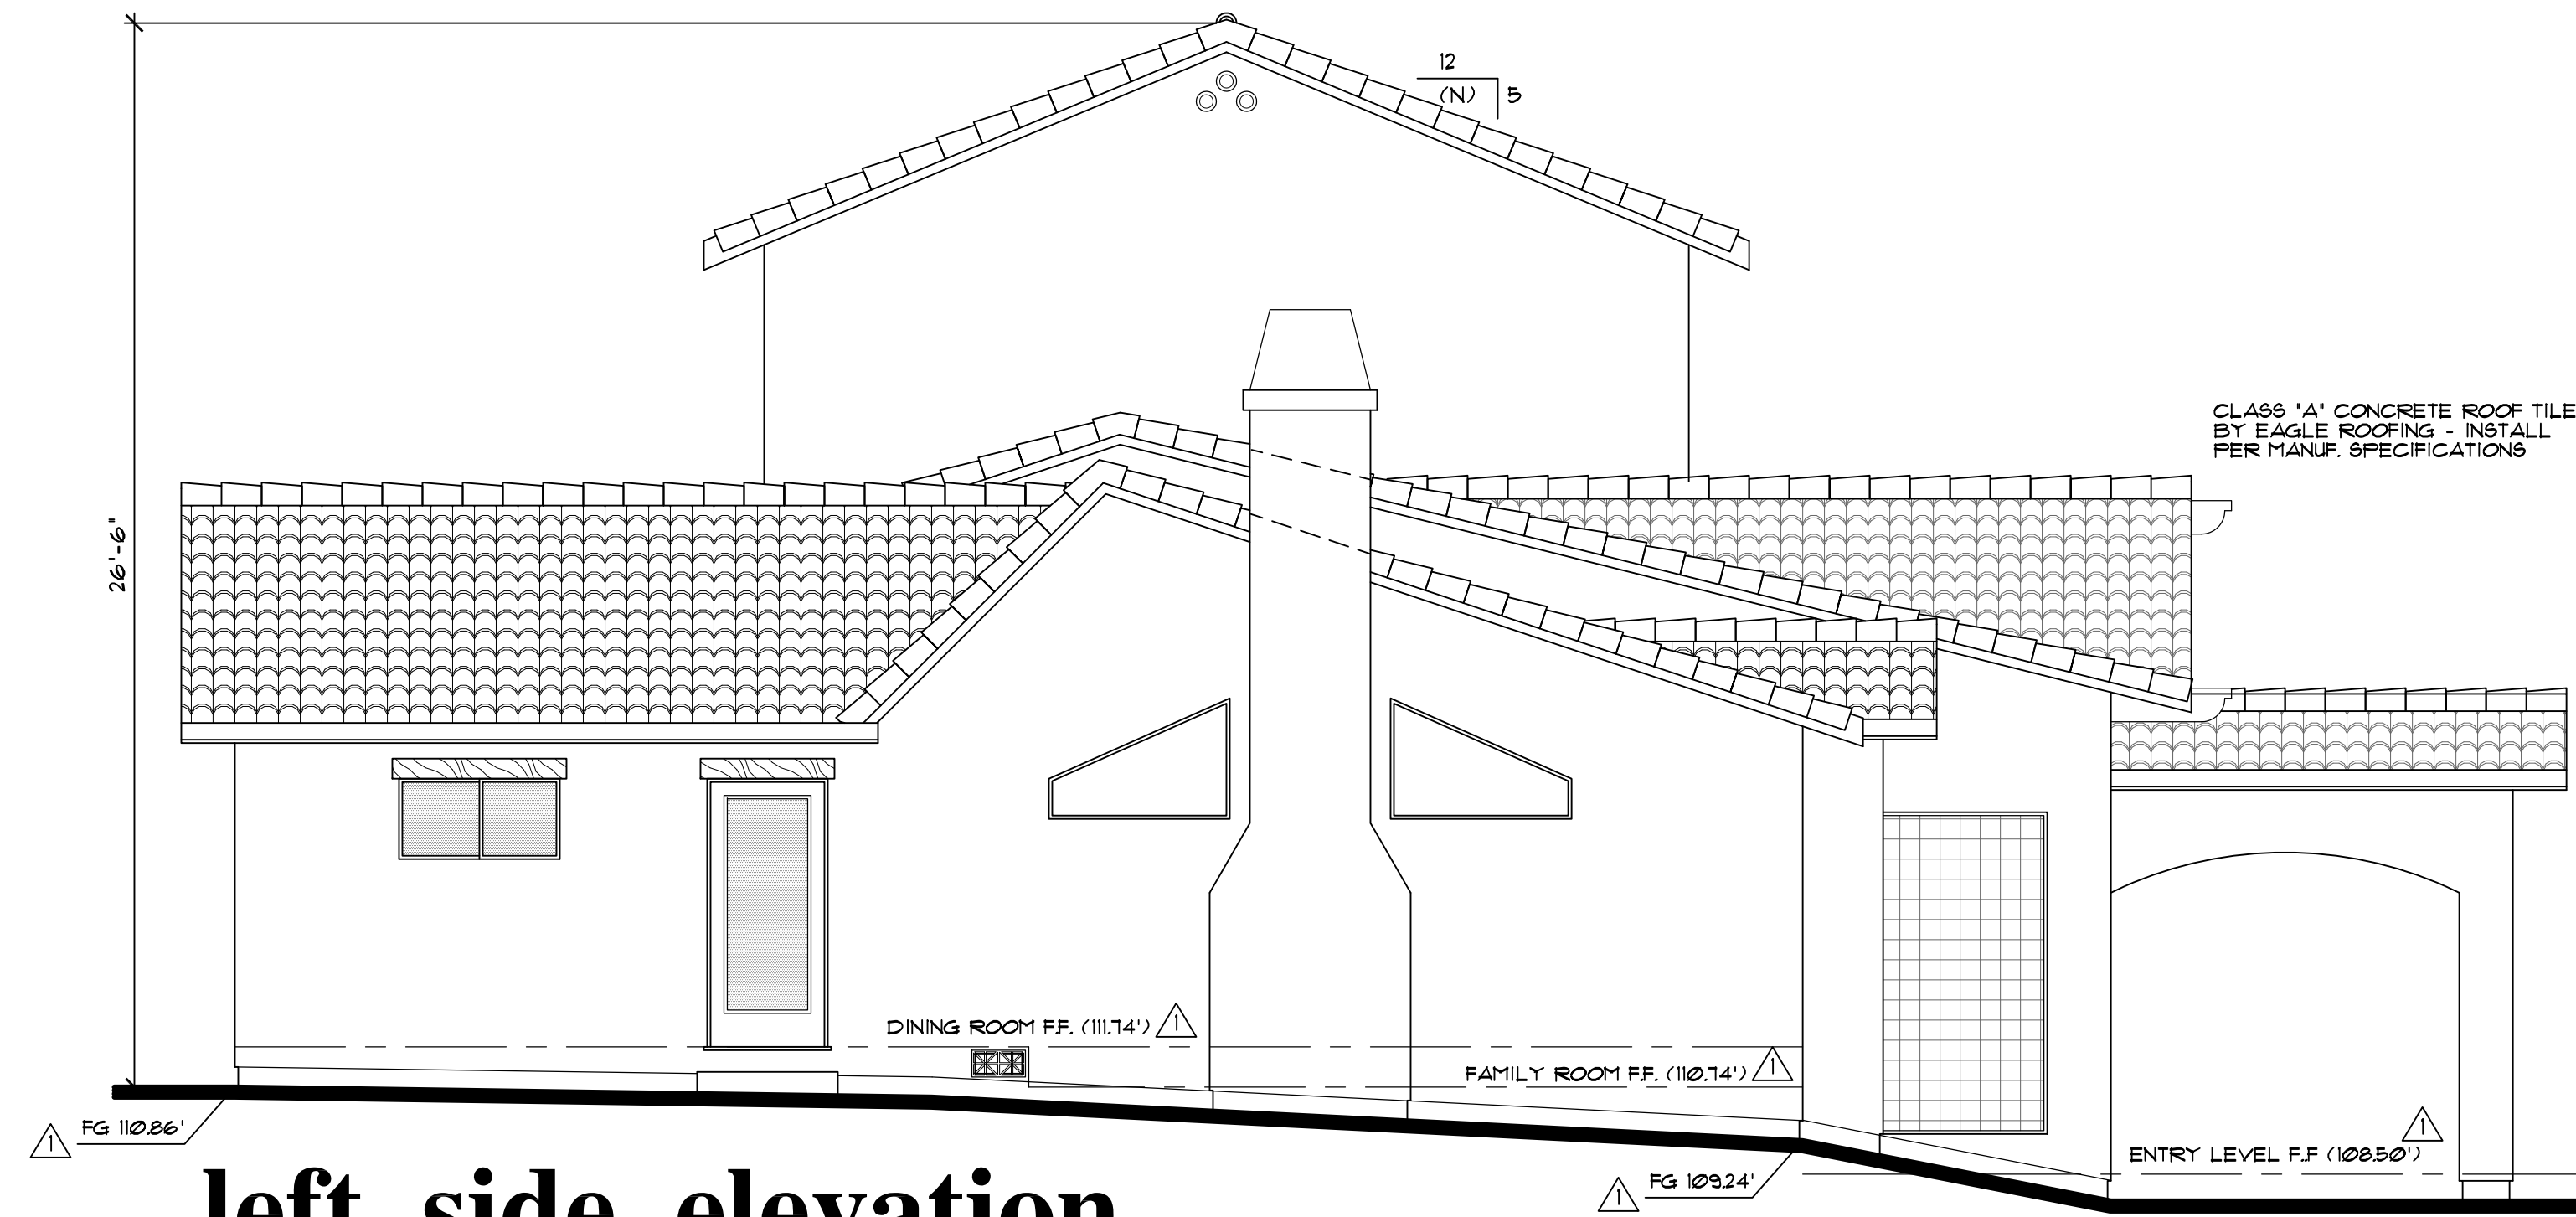 12
(N) 5
CLASS "A" CONCRETE ROOF TILE
BY EAGLE ROOFING - INSTALL
PER MANUF. SPECIFICATIONS
26'-6"
DINING ROOM F.F. (111.74') 1
FAMILY ROOM F.F. (110.74') 1
1 FG 110.86'
ENTRY LEVEL F.F (108.50') 1
1 FG 109.24'
left side elevation